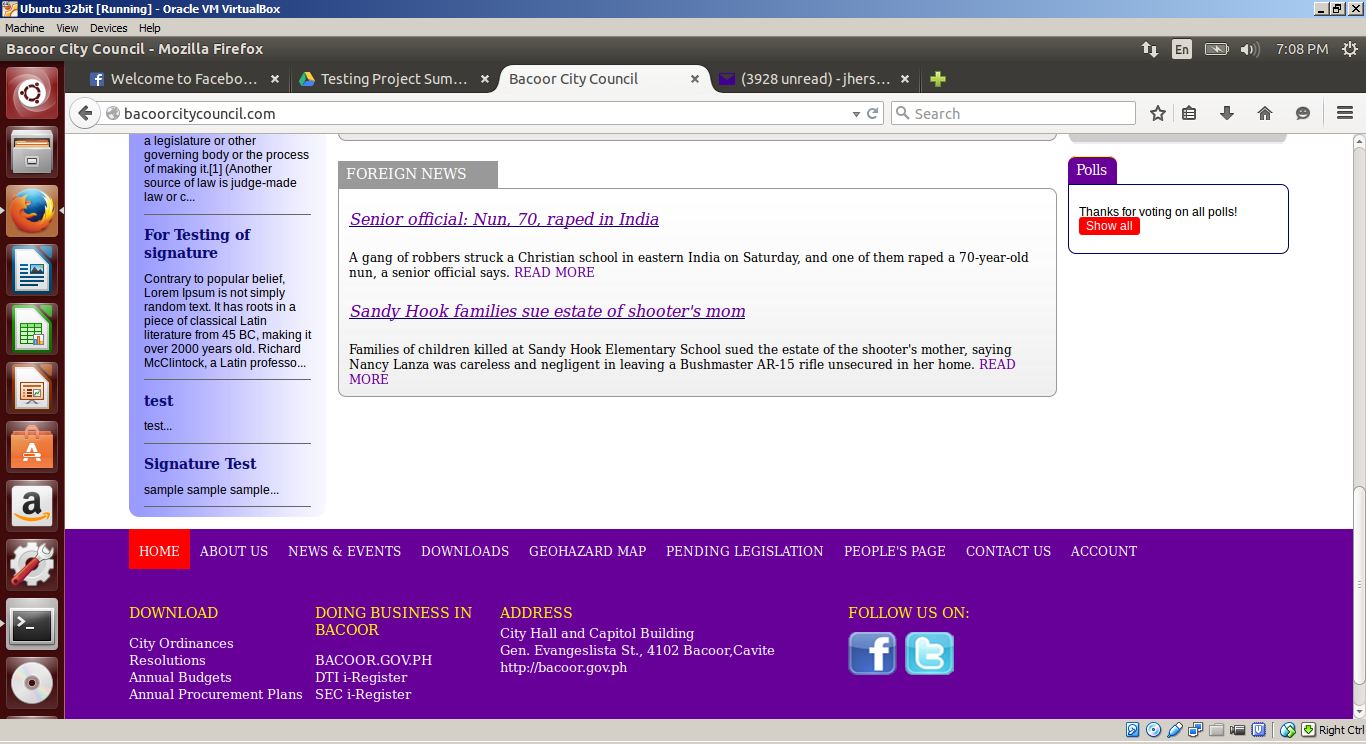 Ubuntu 32bit [Running] - Oracle VM VirtualBox
Machine View Devices Help
Bacoor City Council - Mozilla Firefox
En
7:08 PM
Welcome to Facebo...
Testing Project Sum...
Bacoor City Council
(3928 unread) - jhers...
bacoorcitycouncil.com
Search
a legislature or other
governing body or the process
of making it.[1] (Another
source of law is judge-made
law or c...
For Testing of
signature
Contrary to popular belief,
Lorem Ipsum is not simply
random text. It has roots in a
piece of classical Latin
literature from 45 BC, making it
over 2000 years old. Richard
McClintock, a Latin professo...
test
test...
Signature Test
sample sample sample...
FOREIGN NEWS
Senior official: Nun, 70, raped in India
A gang of robbers struck a Christian school in eastern India on Saturday, and one of them raped a 70-year-old
nun, a senior official says. READ MORE
Sandy Hook families sue estate of shooter's mom
Families of children killed at Sandy Hook Elementary School sued the estate of the shooter's mother, saying
Nancy Lanza was careless and negligent in leaving a Bushmaster AR-15 rifle unsecured in her home. READ
MORE
Polls
Thanks for voting on all polls!
Show all
HOME ABOUT US NEWS & EVENTS DOWNLOADS GEOHAZARD MAP PENDING LEGISLATION PEOPLE'S PAGE CONTACT US ACCOUNT
DOWNLOAD
City Ordinances
Resolutions
Annual Budgets
Annual Procurement Plans
DOING BUSINESS IN
BACOOR
BACOOR.GOV.PH
DTI i-Register
SEC i-Register
ADDRESS
City Hall and Capitol Building
Gen. Evangeslista St., 4102 Bacoor,Cavite
http://bacoor.gov.ph
FOLLOW US ON:
Right Ctrl